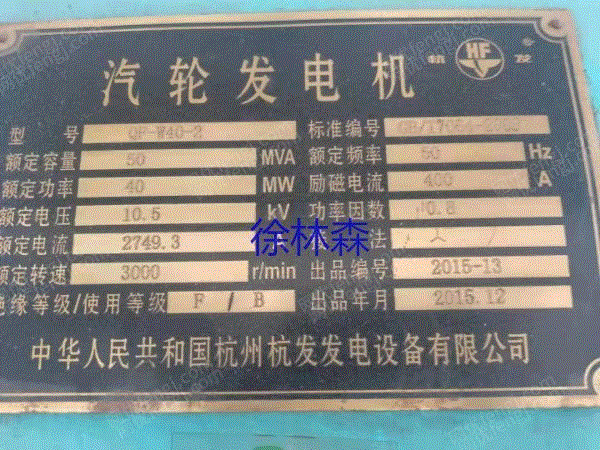 汽轮发电机
杭 HF 发
型 号 QF-W40-2 标准编号
额定容量 50 MVA 额定频率 50 Hz
额定功率 40 MW 励磁电流 400 A
额定电压 10.5 kV 功率因数 0.8
额定电流 2749.3 法 人
徐林森
额定转速 3000 r/min 出品编号 2015-13
绝缘等级/使用等级 F / B 出品年月 2015.12
中华人民共和国杭州杭发发电设备有限公司